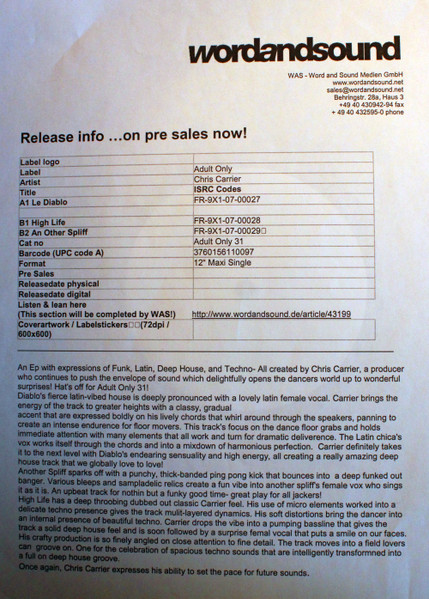 wordandsound
WAS - Word and Sound Medien GmbH
www.wordandsound.net
sales@wordandsound.net
Behringstr. 28a, Haus 3
+49 40 430942-94 fax
+ 49 40 432595-0 phone
Release info ...on pre sales now!
Label logo
Label Adult Only
Artist Chris Carrier
Title ISRC Codes
A1 Le Diablo FR-9X1-07-00027
B1 High Life FR-9X1-07-00028
B2 An Other Spliff FR-9X1-07-00029□
Cat no Adult Only 31
Barcode (UPC code A) 3760156110097
Format 12" Maxi Single
Pre Sales
Releasedate physical
Releasedate digital
Listen & lean here
(This section will be completed by WAS!) http://www.wordandsound.de/article/43199
Coverartwork / Labelstickers□□(72dpi /
600x600)
An Ep with expressions of Funk, Latin, Deep House, and Techno- All created by Chris Carrier, a producer
who continues to push the envelope of sound which delightfully opens the dancers world up to wonderful
surprises! Hat's off for Adult Only 31!
Diablo's fierce latin-vibed house is deeply pronounced with a lovely latin female vocal. Carrier brings the
energy of the track to greater heights with a classy, gradual
accent that are expressed boldly on his lively chords that whirl around through the speakers, panning to
create an intense endurance for floor movers. This track's focus on the dance floor grabs and holds
immediate attention with many elements that all work and turn for dramatic deliverence. The Latin chica's
vox works itself through the chords and into a mixdown of harmonious perfection. Carrier definitely takes
it to the next level with Diablo's endearing sensuality and high energy, all creating a really amazing deep
house track that we globally love to love!
Another Spliff sparks off with a punchy, thick-banded ping pong kick that bounces into a deep funked out
banger. Various bleeps and sampladelic relics create a fun vibe into another spliff's female vox who sings
it as it is. An upbeat track for nothin but a funky good time- great play for all jackers!
High Life has a deep throobing dubbed out classic Carrier feel. His use of micro elements worked into a
delicate techno presence gives the track mulit-layered dynamics. His soft distortions bring the dancer into
an internal presence of beautiful techno. Carrier drops the vibe into a pumping bassline that gives the
track a solid deep house feel and is soon followed by a surprise femal vocal that puts a smile on our faces.
His crafty production is so finely angled on close attention to fine detail. The track moves into a field lovers
can groove on. One for the celebration of spacious techno sounds that are intelligently transformnned into
a full on deep house groove.
Once again, Chris Carrier expresses his ability to set the pace for future sounds.